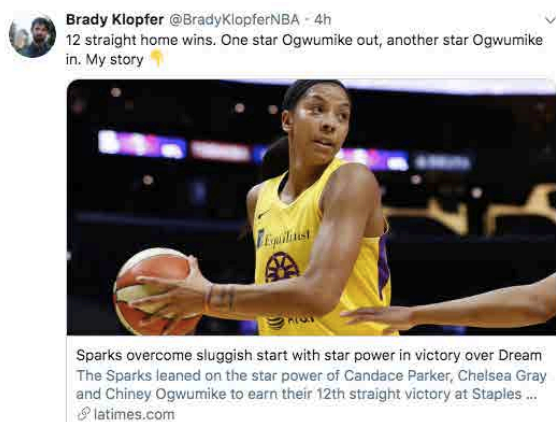 Brady Klopfer @BradyKlopferNBA · 4h
12 straight home wins. One star Ogwumike out, another star Ogwumike
in. My story 👇
Equitrust
Sparks overcome sluggish start with star power in victory over Dream
The Sparks leaned on the star power of Candace Parker, Chelsea Gray
and Chiney Ogwumike to earn their 12th straight victory at Staples ...
latimes.com